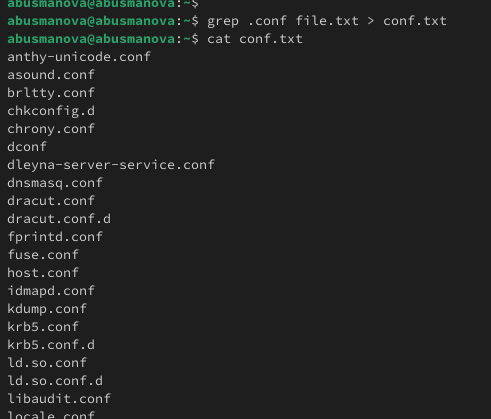 abusmanova@abusmanova:~$
abusmanova@abusmanova:~$ grep .conf file.txt > conf.txt
abusmanova@abusmanova:~$ cat conf.txt
anthy-unicode.conf
asound.conf
brltty.conf
chkconfig.d
chrony.conf
dconf
dleyna-server-service.conf
dnsmasq.conf
dracut.conf
dracut.conf.d
fprintd.conf
fuse.conf
host.conf
idmapd.conf
kdump.conf
krb5.conf
krb5.conf.d
ld.so.conf
ld.so.conf.d
libaudit.conf
locale.conf